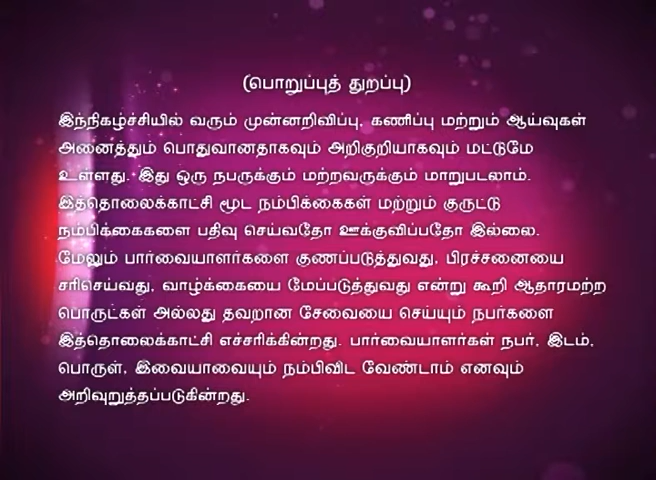 (பொறுப்புத் துறப்பு)
இந்நிகழ்ச்சியில் வரும் முன்னறிவிப்பு, கணிப்பு மற்றும் ஆய்வுகள்
அனைத்தும் பொதுவானதாகவும் அறிகுறியாகவும் மட்டுமே
உள்ளது. இது ஒரு நபருக்கும் மற்றவருக்கும் மாறுபடலாம்.
இத்தொலைக்காட்சி மூட நம்பிக்கைகள் மற்றும் குருட்டு
நம்பிக்கைகளை பதிவு செய்வதோ ஊக்குவிப்பதோ இல்லை.
மேலும் பார்வையாளர்களை குணப்படுத்துவது, பிரச்சனையை
சரிசெய்வது, வாழ்க்கையை மேப்படுத்துவது என்று கூறி ஆதாரமற்ற
பொருட்கள் அல்லது தவறான சேவையை செய்யும் நபர்களை
இத்தொலைக்காட்சி எச்சரிக்கின்றது. பார்வையாளர்கள் நபர், இடம்,
பொருள், இவையாவையும் நம்பிவிட வேண்டாம் எனவும்
அறிவுறுத்தப்படுகின்றது.